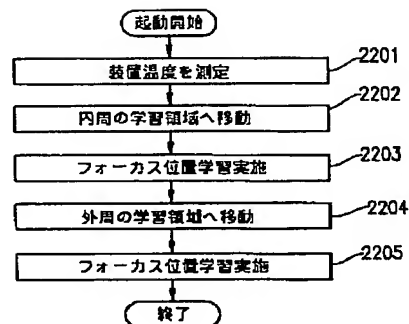 起動開始
装置温度を測定
2201
内周の学習領域へ移動
2202
フォーカス位置学習実施
2203
外周の学習領域へ移動
2204
フォーカス位置学習実施
2205
終了